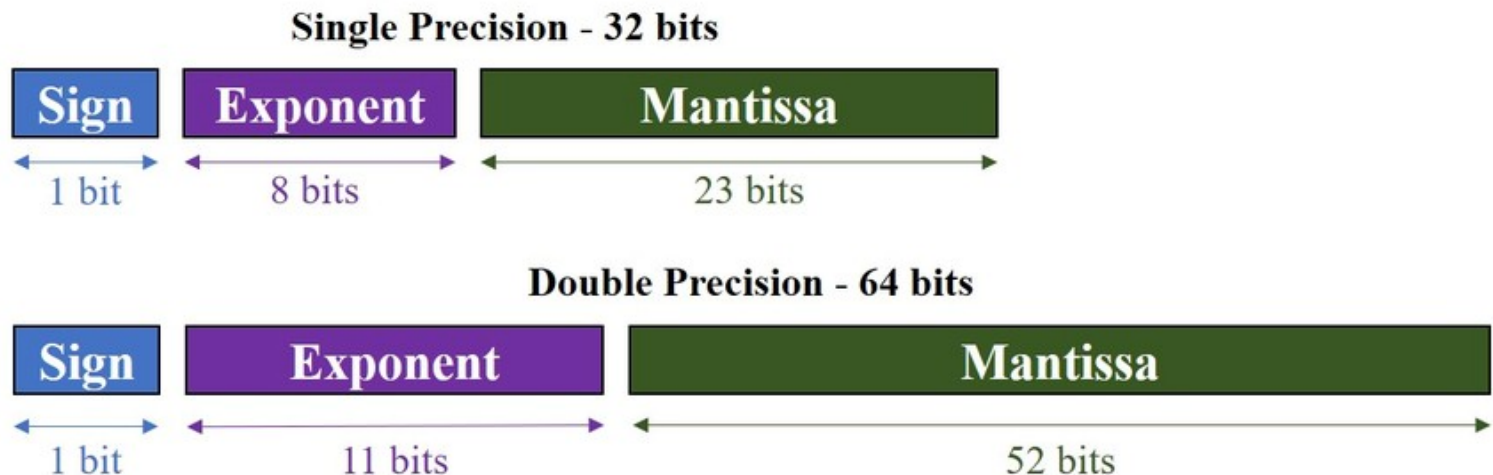 Single Precision - 32 bits
Sign Exponent Mantissa
1 bit 8 bits 23 bits
Double Precision - 64 bits
Sign Exponent Mantissa
1 bit 11 bits 52 bits